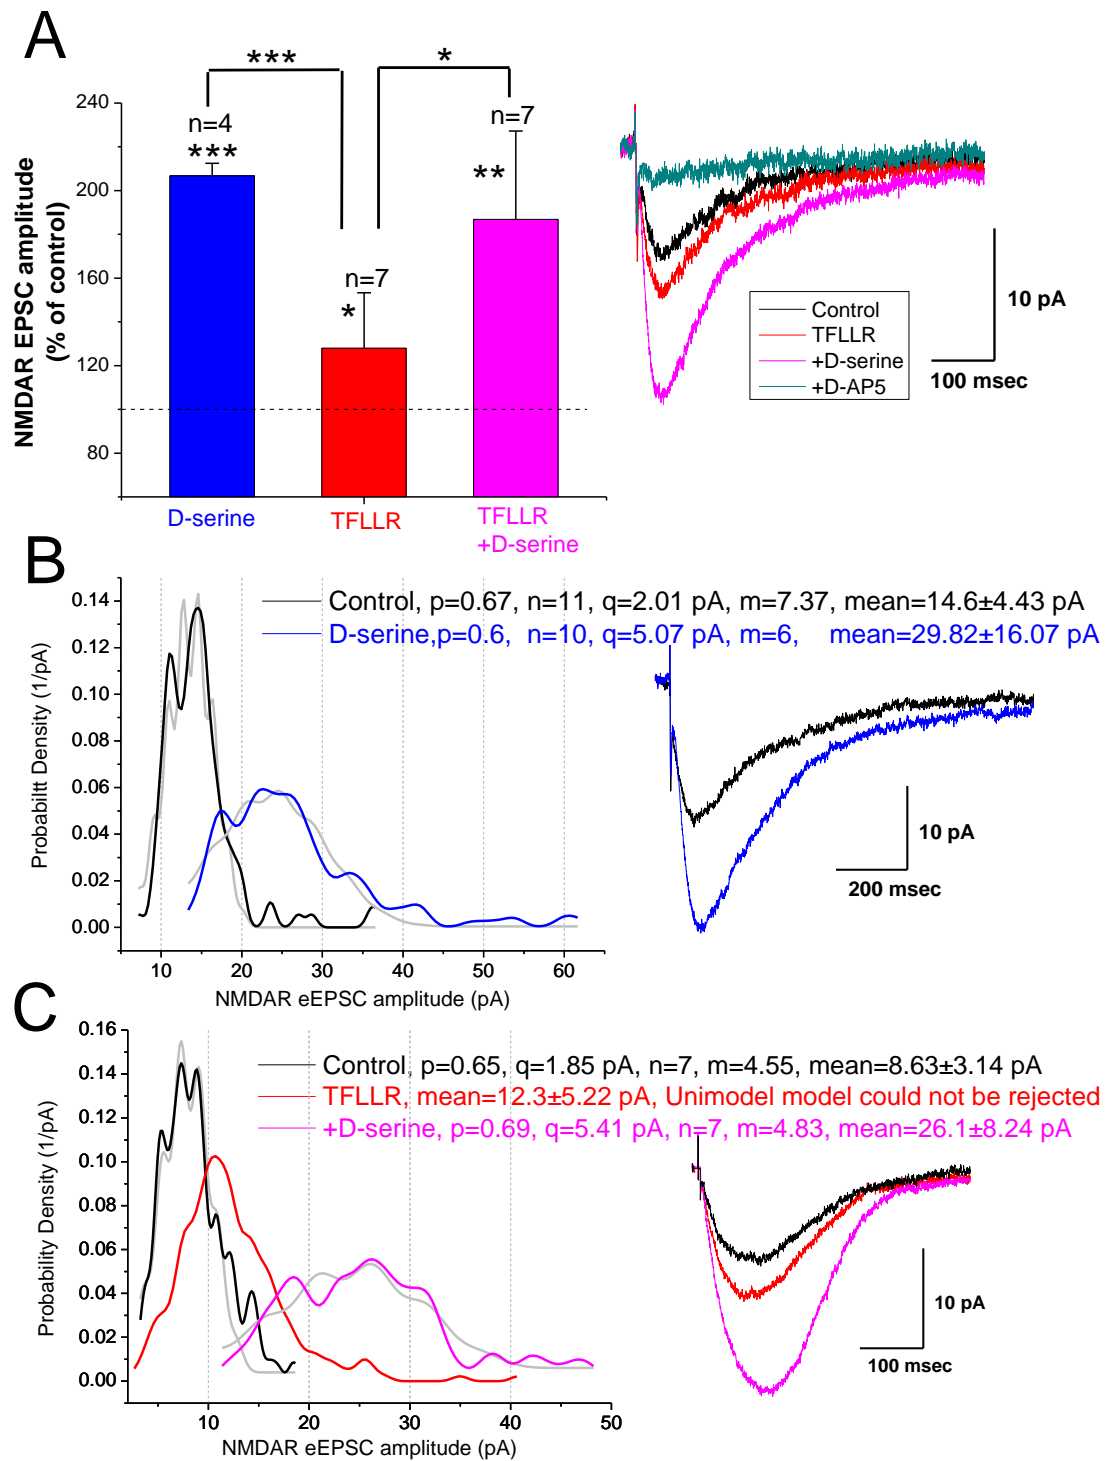 A
***
*
240
200
160
120
80
NMDAR EPSC amplitude
(% of control)
n=4
***
n=7
*
n=7
**
D-serine
TFLLR
TFLLR
+D-serine
Control
TFLLR
+D-serine
+D-AP5
10 pA
100 msec
B
0.14
0.12
0.10
0.08
0.06
0.04
0.02
0.00
Probabiltt Density (1/pA)
Control, p=0.67, n=11, q=2.01 pA, m=7.37, mean=14.6±4.43 pA
D-serine,p=0.6, n=10, q=5.07 pA, m=6, mean=29.82±16.07 pA
10 20 30 40 50 60
NMDAR eEPSC amplitude (pA)
10 pA
200 msec
C
0.16
0.14
0.12
0.10
0.08
0.06
0.04
0.02
0.00
Probability Density (1/pA)
Control, p=0.65, q=1.85 pA, n=7, m=4.55, mean=8.63±3.14 pA
TFLLR, mean=12.3±5.22 pA, Unimodel model could not be rejected
+D-serine, p=0.69, q=5.41 pA, n=7, m=4.83, mean=26.1±8.24 pA
10 20 30 40 50
NMDAR eEPSC amplitude (pA)
10 pA
100 msec